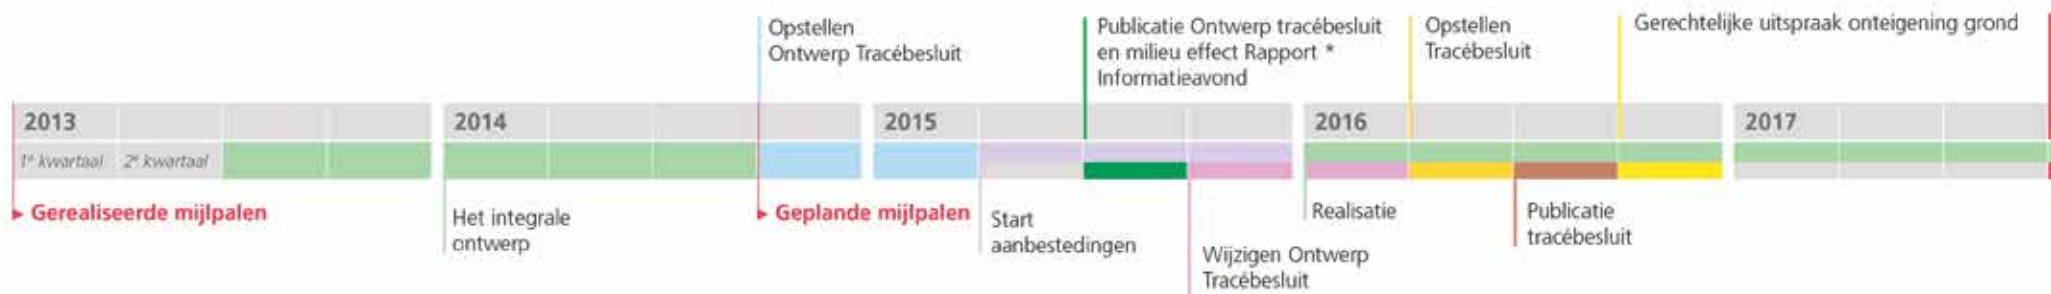 Opstellen
Ontwerp Tracébesluit
Publicatie Ontwerp tracébesluit
en milieu effect Rapport *
Informatieavond
Opstellen
Tracébesluit
Gerechtelijke uitspraak onteigening grond
2013
2014
2015
2016
2017
1e kwartaal
2e kwartaal
Gerealiseerde mijlpalen
Het integrale
ontwerp
Geplande mijlpalen
Start
aanbestedingen
Wijzigen Ontwerp
Tracébesluit
Realisatie
Publicatie
tracébesluit